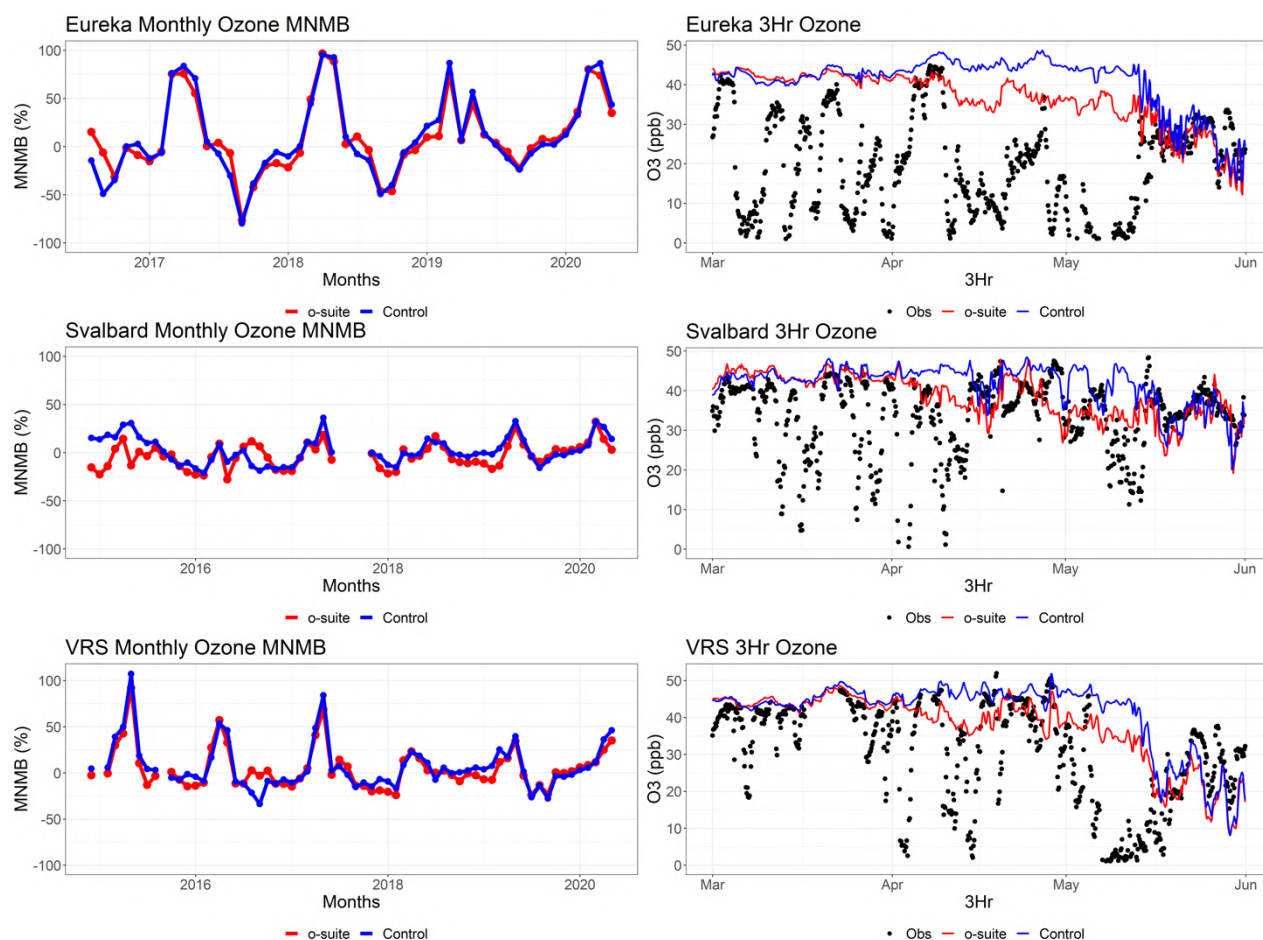 Eureka Monthly Ozone MNMB
MNMB (%)
100
50
0
-50
-100
2017
2018
2019
2020
Months
o-suite
Control
Eureka 3Hr Ozone
O3 (ppb)
50
40
30
20
10
0
Mar
Apr
May
Jun
3Hr
Obs
o-suite
Control
Svalbard Monthly Ozone MNMB
MNMB (%)
100
50
0
-50
-100
2016
2018
2020
Months
o-suite
Control
Svalbard 3Hr Ozone
O3 (ppb)
50
40
30
20
10
0
Mar
Apr
May
Jun
3Hr
Obs
o-suite
Control
VRS Monthly Ozone MNMB
MNMB (%)
100
50
0
-50
-100
2016
2018
2020
Months
o-suite
Control
VRS 3Hr Ozone
O3 (ppb)
50
40
30
20
10
0
Mar
Apr
May
Jun
3Hr
Obs
o-suite
Control